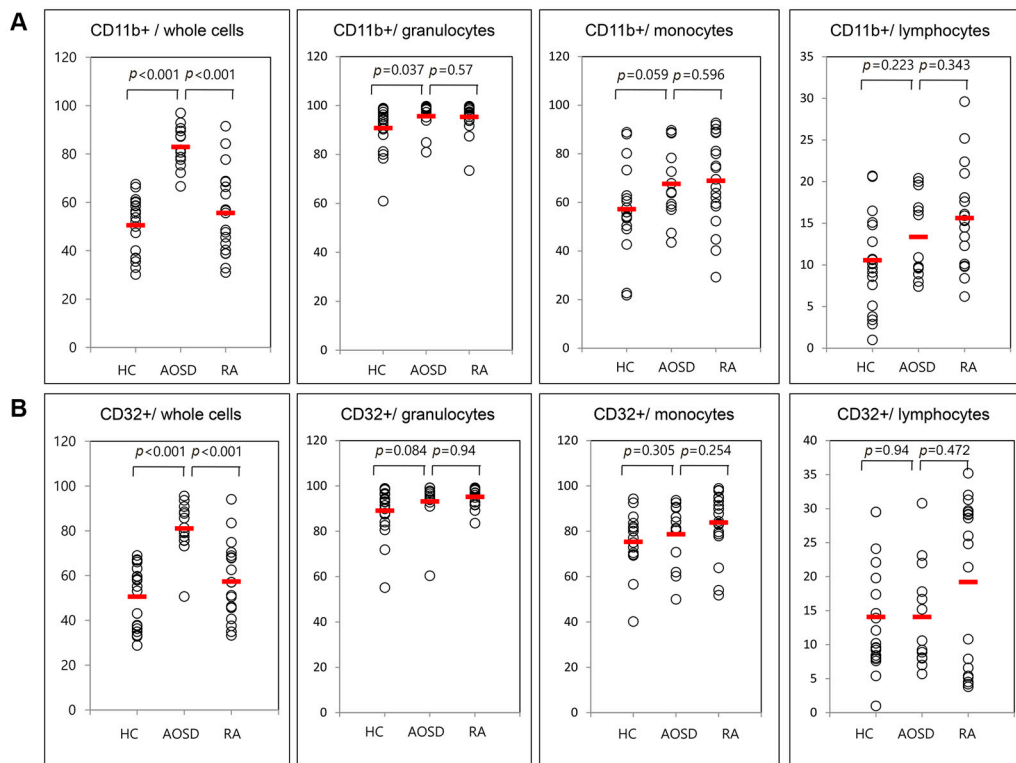 A
CD11b+ / whole cells
p<0.001 p<0.001
120
100
80
60
40
20
0
HC AOSD RA
CD11b+/ granulocytes
p=0.037 p=0.57
120
100
80
60
40
20
0
HC AOSD RA
CD11b+/ monocytes
p=0.059 p=0.596
120
100
80
60
40
20
0
HC AOSD RA
CD11b+/ lymphocytes
p=0.223 p=0.343
35
30
25
20
15
10
5
0
HC AOSD RA
B
CD32+/ whole cells
p<0.001 p<0.001
120
100
80
60
40
20
0
HC AOSD RA
CD32+/ granulocytes
p=0.084 p=0.94
120
100
80
60
40
20
0
HC AOSD RA
CD32+/ monocytes
p=0.305 p=0.254
120
100
80
60
40
20
0
HC AOSD RA
CD32+/ lymphocytes
p=0.94 p=0.472
40
35
30
25
20
15
10
5
0
HC AOSD RA